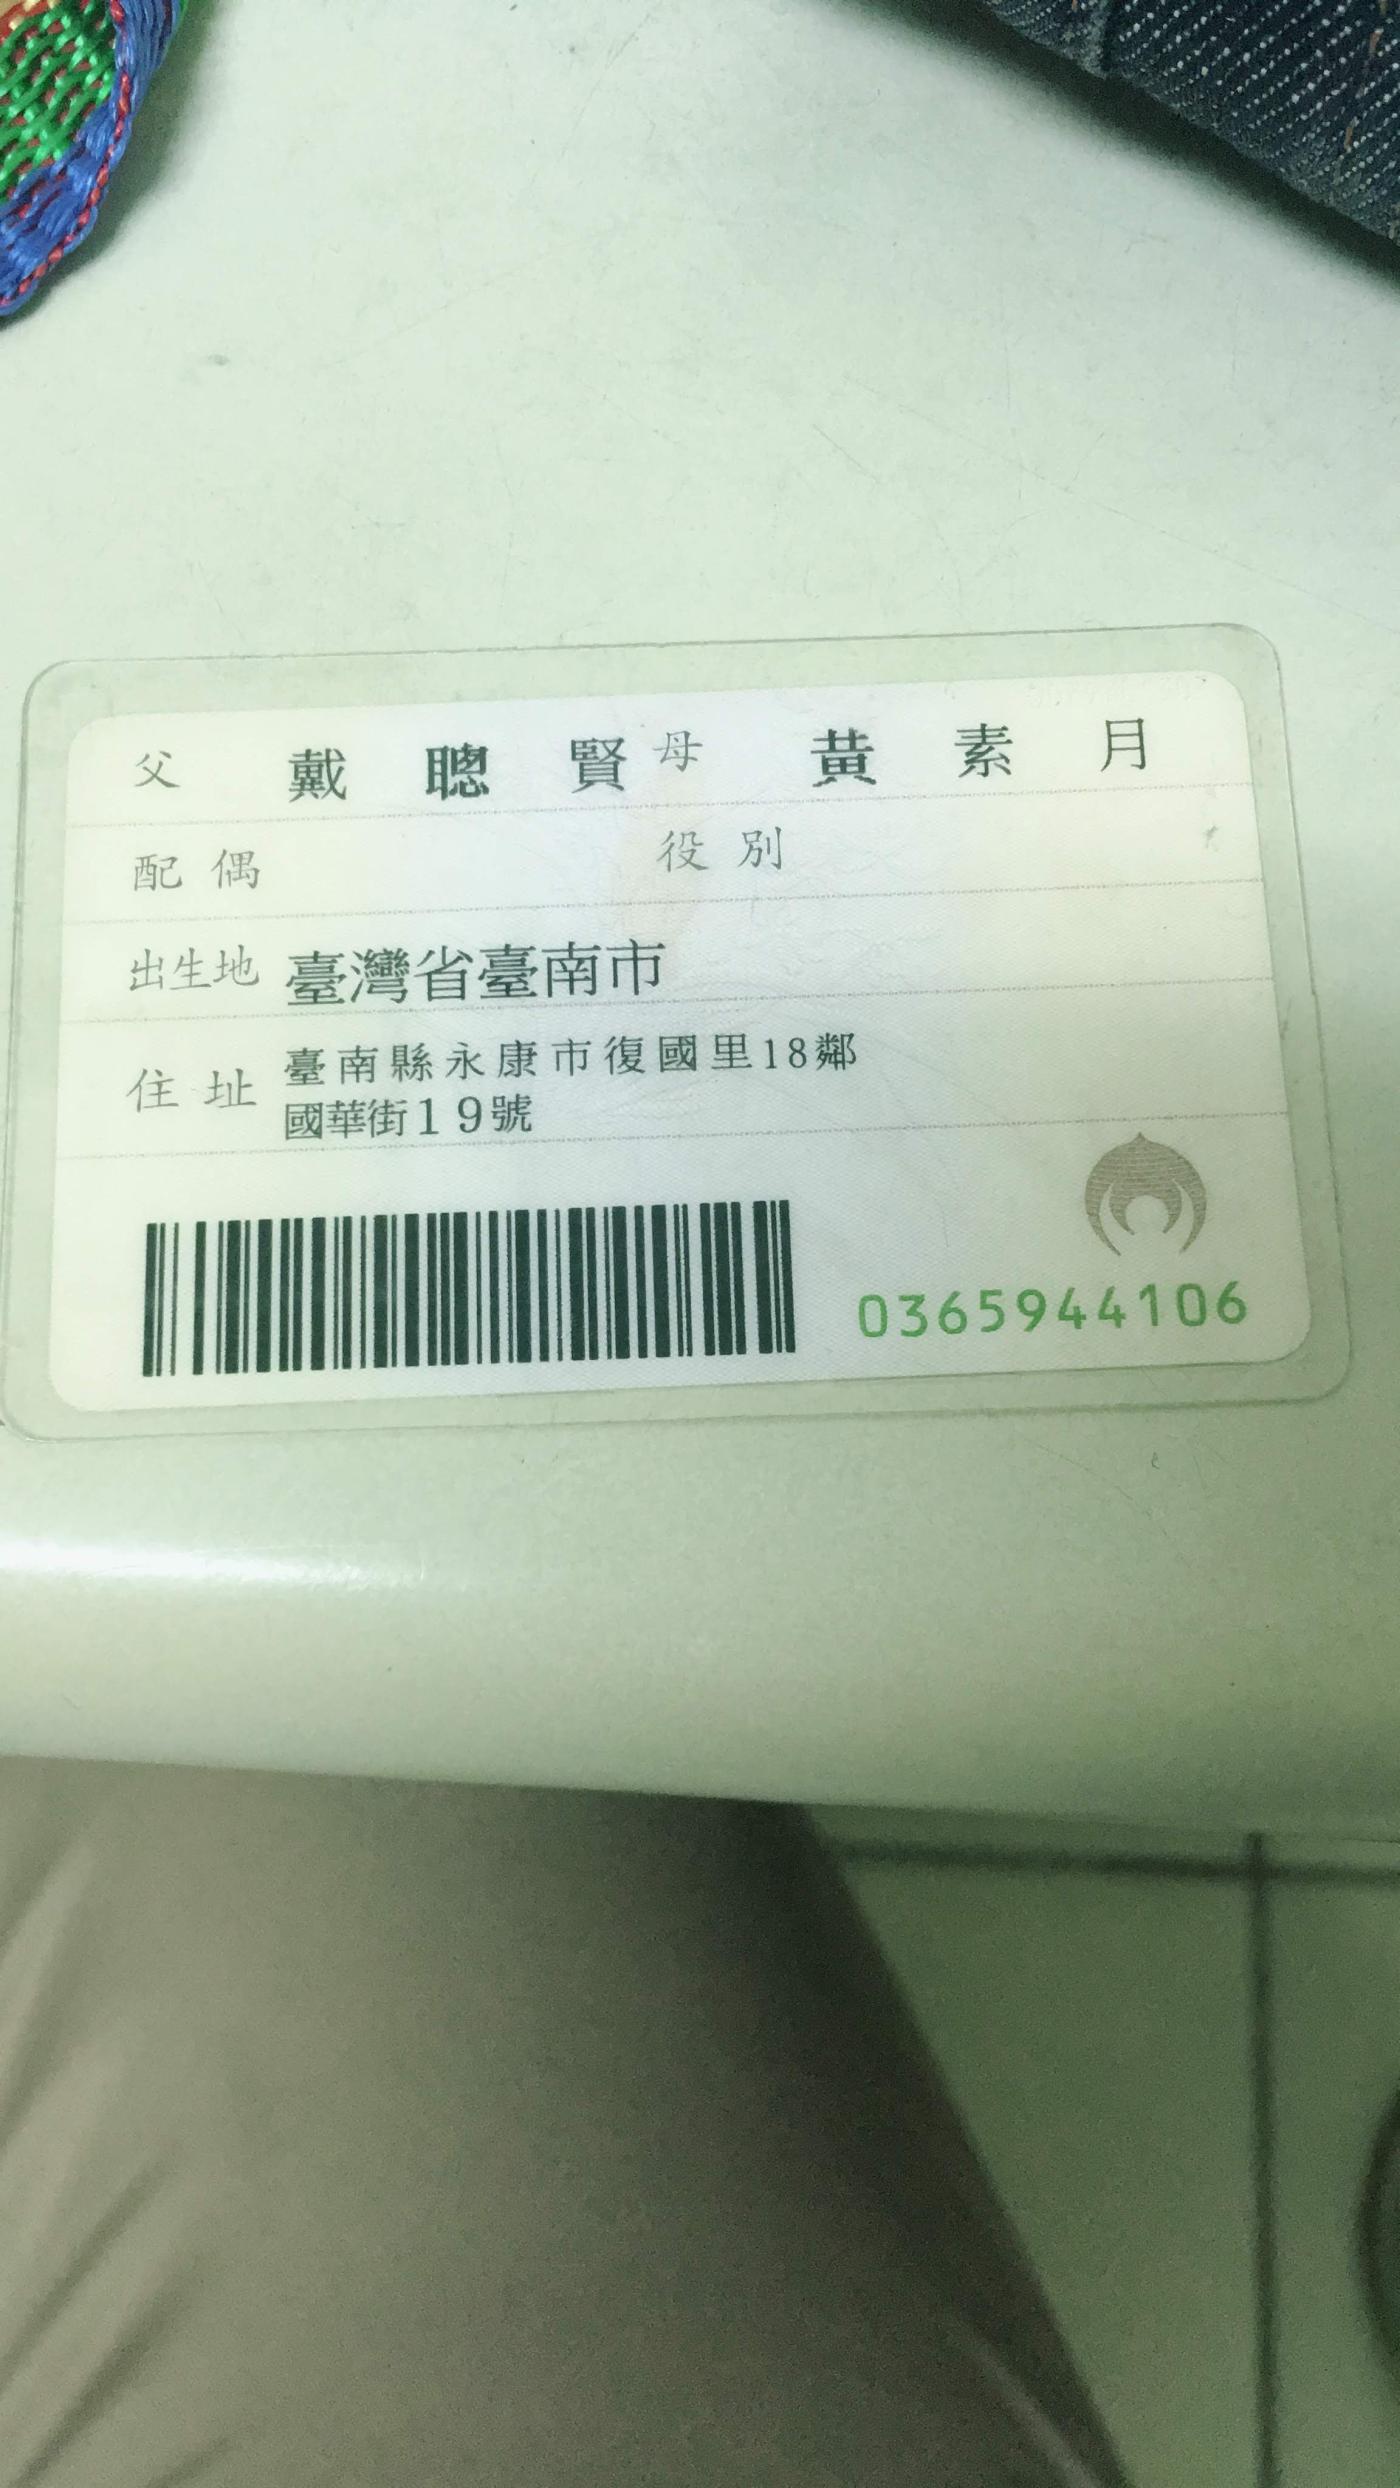 父 戴聰賢 母 黃素月
配偶 役別
出生地 臺灣省臺南市
住址 臺南縣永康市復國里18鄰
國華街19號
0365944106